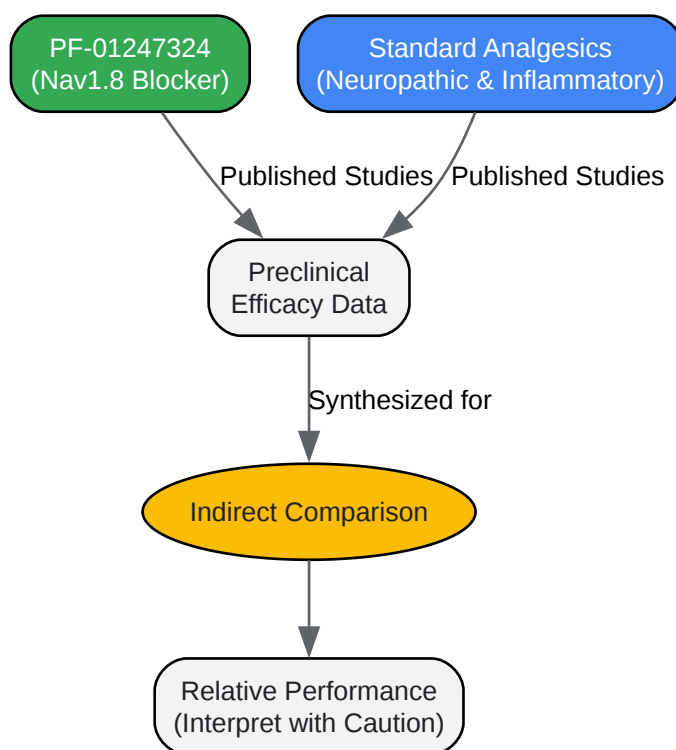 PF-01247324
(Nav1.8 Blocker)
Standard Analgesics
(Neuropathic & Inflammatory)
Published Studies
Published Studies
Preclinical
Efficacy Data
Synthesized for
Indirect Comparison
Relative Performance
(Interpret with Caution)